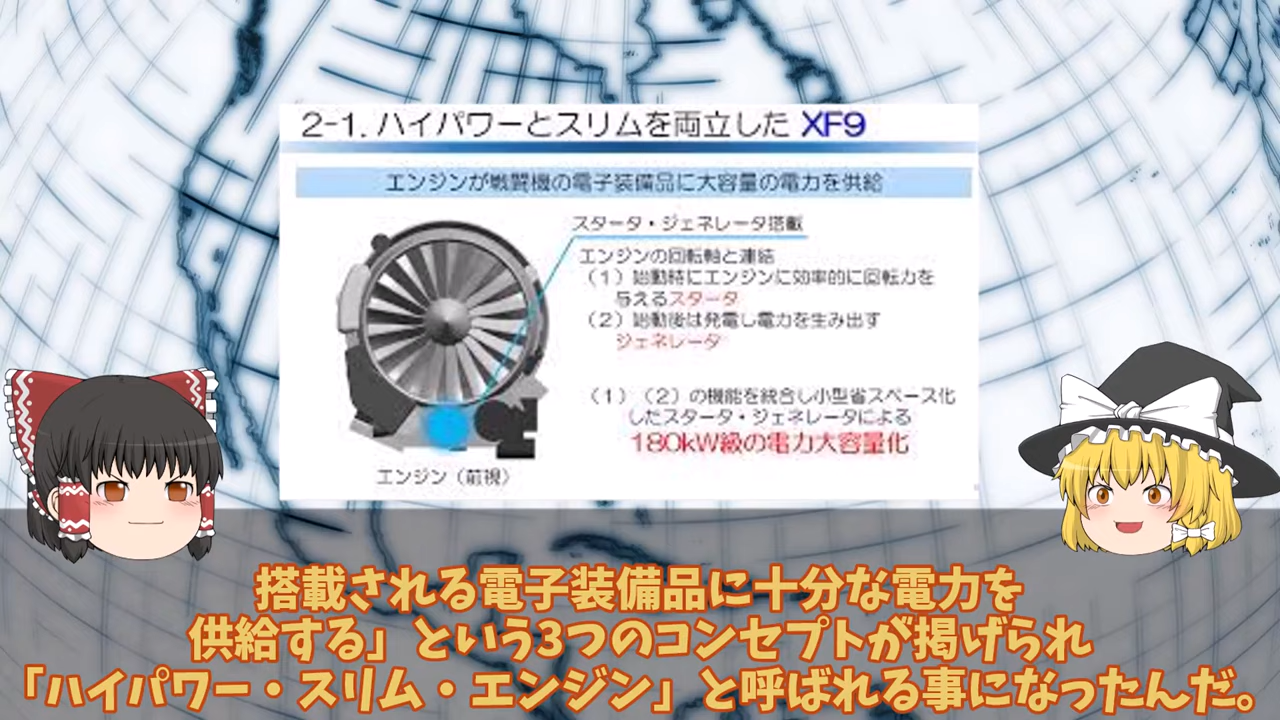 2-1. ハイパワーとスリムを両立した XF9
エンジンが戦闘機の電子装備品に大容量の電力を供給
スタータ・ジェネレータ搭載
エンジンの回転軸と連結
(1) 始動時にエンジンに効率的に回転力を
与えるスタータ
(2) 始動後は発電し電力を生み出す
ジェネレータ
(1) (2) の機能を統合し小型省スペース化
したスタータ・ジェネレータによる
180kW級の電力大容量化
エンジン (前視)
搭載される電子装備品に十分な電力を
供給する」という3つのコンセプトが掲げられ
「ハイパワー・スリム・エンジン」と呼ばれる事になったんだ。